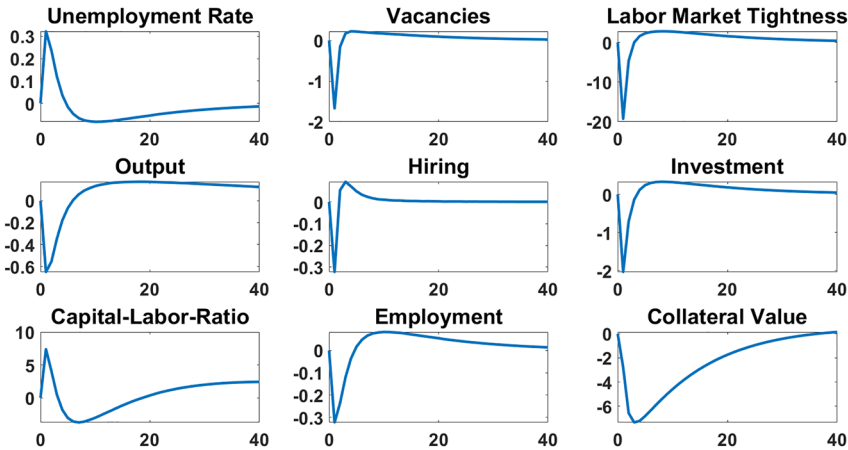 Unemployment Rate
0.3
0.2
0.1
0
0 20 40
Vacancies
0
-1
-2
0 20 40
Labor Market Tightness
0
-10
-20
0 20 40
Output
0
-0.2
-0.4
-0.6
0 20 40
Hiring
0
-0.1
-0.2
-0.3
0 20 40
Investment
0
-1
-2
0 20 40
Capital-Labor-Ratio
10
5
0
0 20 40
Employment
0
-0.1
-0.2
-0.3
0 20 40
Collateral Value
0
-2
-4
-6
0 20 40